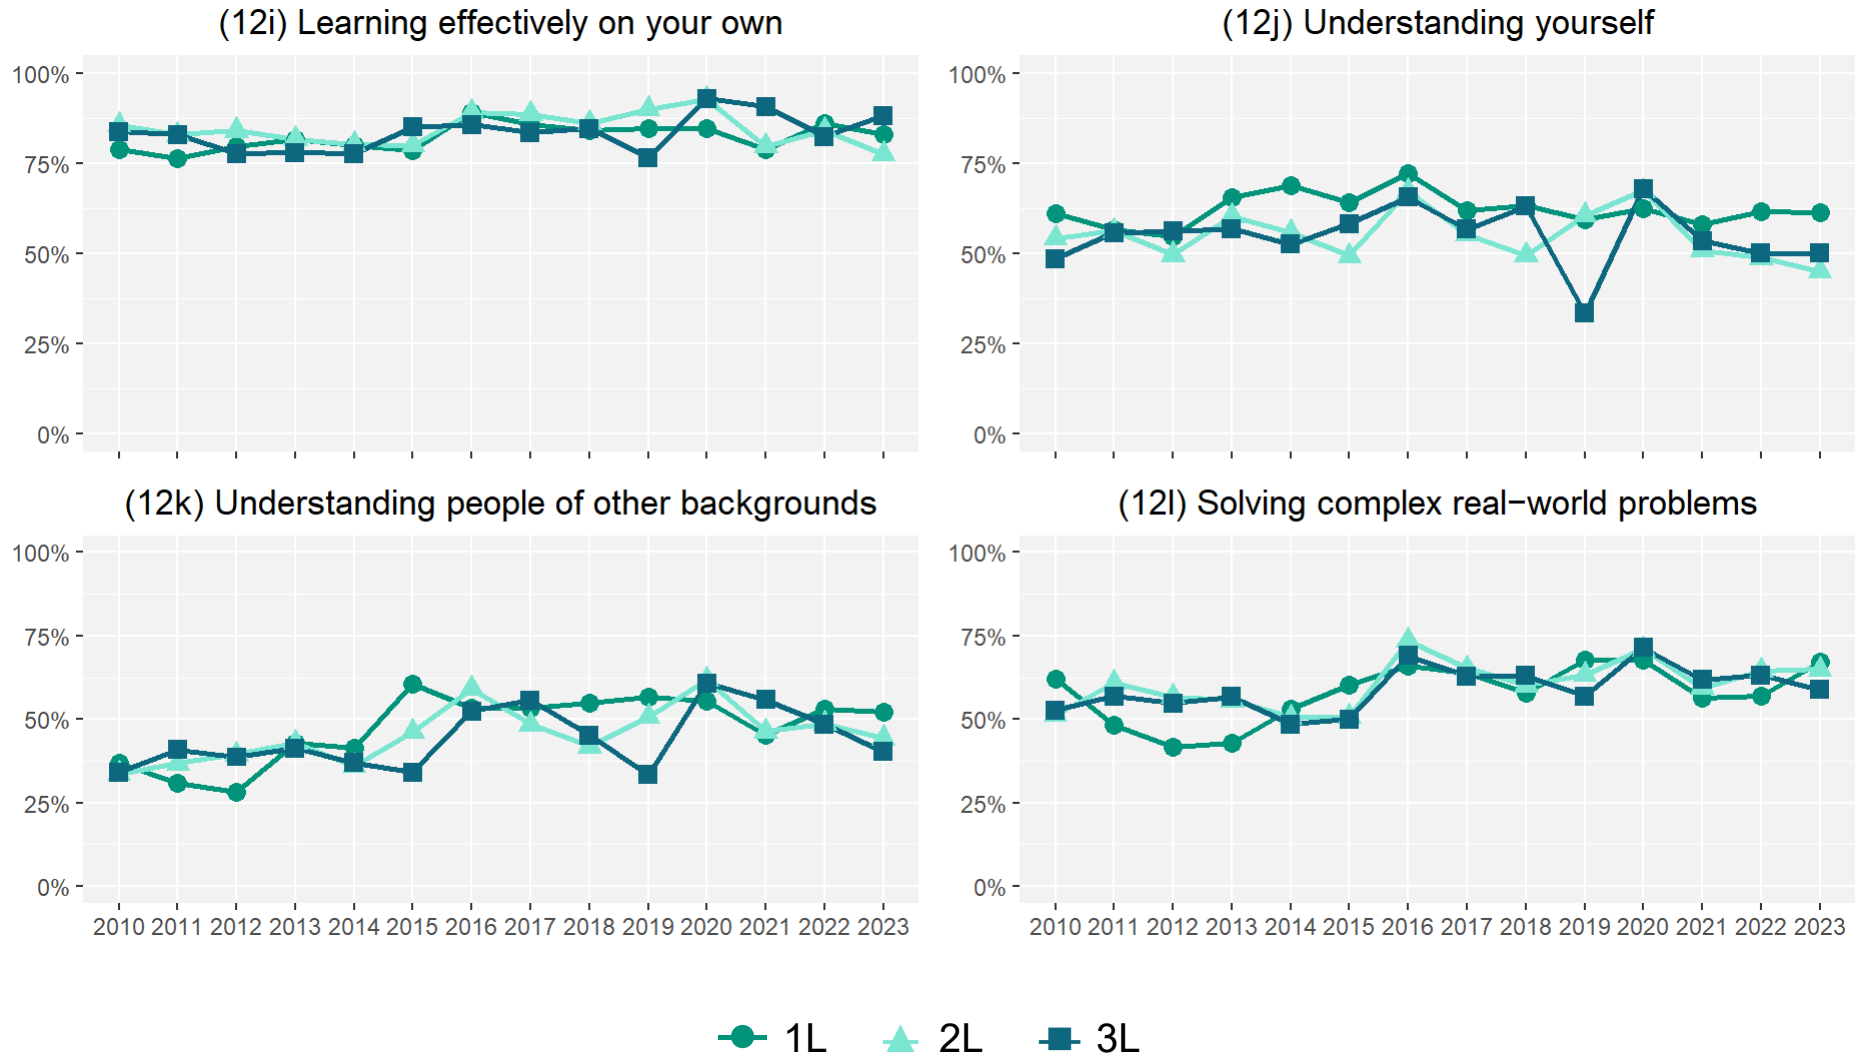 (12i) Learning effectively on your own
100%
75%
50%
25%
0%
(12j) Understanding yourself
100%
75%
50%
25%
0%
(12k) Understanding people of other backgrounds
100%
75%
50%
25%
0%
2010 2011 2012 2013 2014 2015 2016 2017 2018 2019 2020 2021 2022 2023
(12l) Solving complex real−world problems
100%
75%
50%
25%
0%
2010 2011 2012 2013 2014 2015 2016 2017 2018 2019 2020 2021 2022 2023
1L 2L 3L